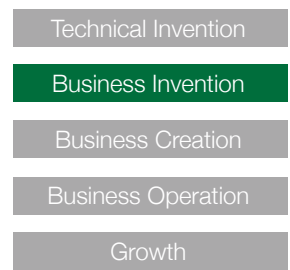 Technical Invention
Business Invention
Business Creation
Business Operation
Growth